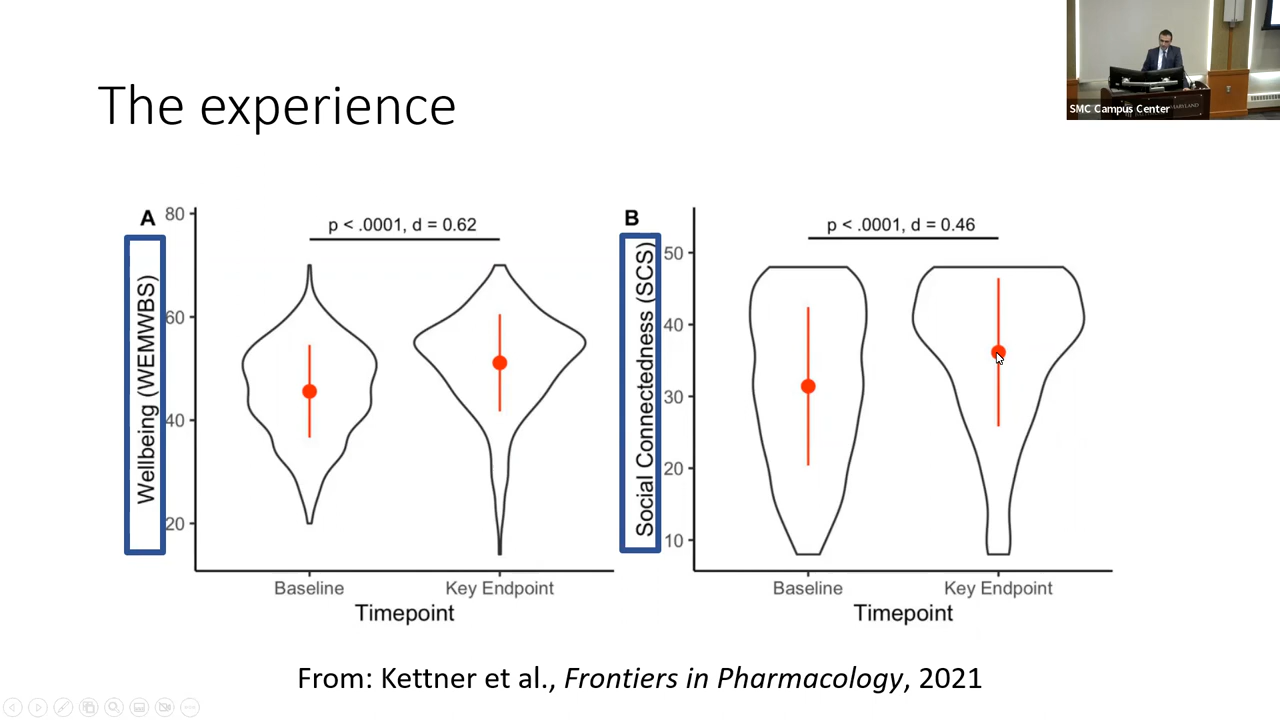 The experience
SMC Campus Center
A
80
60
40
20
Wellbeing (WEMWBS)
p < .0001, d = 0.62
Baseline
Key Endpoint
Timepoint
B
50
40
30
20
10
Social Connectedness (SCS)
p < .0001, d = 0.46
Baseline
Key Endpoint
Timepoint
From: Kettner et al., Frontiers in Pharmacology, 2021